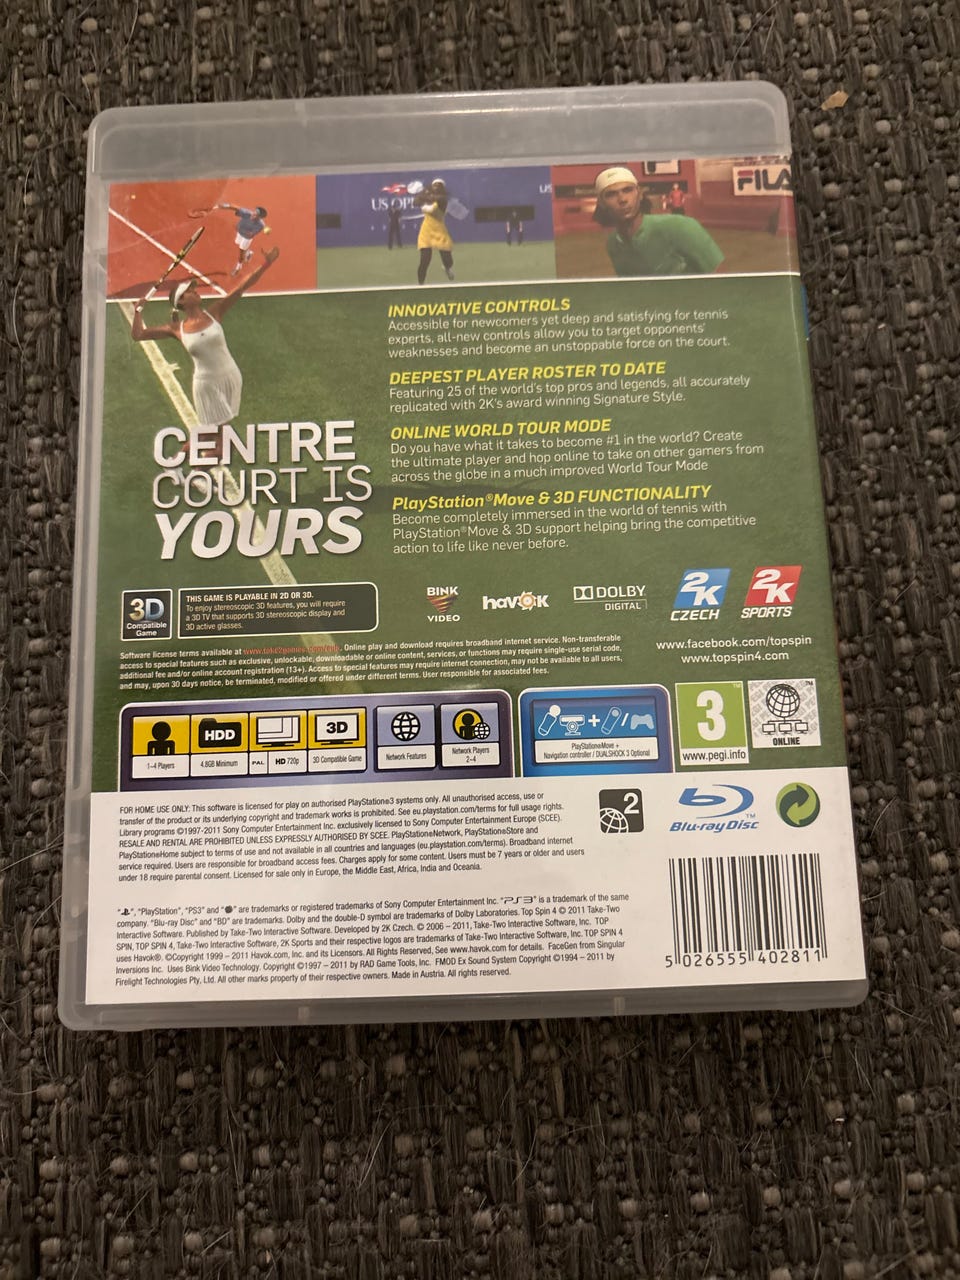 US OPE
US
FILA
INNOVATIVE CONTROLS
Accessible for newcomers yet deep and satisfying for tennis
experts, all-new controls allow you to target opponents'
weaknesses and become an unstoppable force on the court.
DEEPEST PLAYER ROSTER TO DATE
Featuring 25 of the world's top pros and legends, all accurately
replicated with 2K's award winning Signature Style.
ONLINE WORLD TOUR MODE
Do you have what it takes to become #1 in the world? Create
the ultimate player and hop online to take on other gamers from
across the globe in a much improved World Tour Mode
PlayStation®Move & 3D FUNCTIONALITY
Become completely immersed in the world of tennis with
PlayStation®Move & 3D support helping bring the competitive
action to life like never before.
CENTRE
COURT IS
YOURS
3D
Compatible
Game
THIS GAME IS PLAYABLE IN 2D OR 3D.
To enjoy stereoscopic 3D features, you will require
a 3D TV that supports 3D stereoscopic display and
3D active glasses.
BINK
VIDEO
havok
DOLBY
DIGITAL
2K
CZECH
2K
SPORTS
www.facebook.com/topspin
www.topspin4.com
Software license terms available at www.take2games.com/eula. Online play and download requires broadband internet service. Non-transferable
access to special features such as exclusive, unlockable, downloadable or online content, services, or functions may require single-use serial code,
additional fee and/or online account registration (13+). Access to special features may require internet connection, may not be available to all users,
and may, upon 30 days notice, be terminated, modified or offered under different terms. User responsible for associated fees.
1-4 Players
HDD
4.8GB Minimum
PAL
HD 720p
3D
3D Compatible Game
Network Features
Network Players
2-4
PlayStation®Move +
Navigation controller / DUALSHOCK 3 Optional
3
www.pegi.info
ONLINE
TM
FOR HOME USE ONLY: This software is licensed for play on authorised PlayStation®3 systems only. All unauthorised access, use or
transfer of the product or its underlying copyright and trademark works is prohibited. See eu.playstation.com/terms for full usage rights.
Library programs ©1997-2011 Sony Computer Entertainment Inc. exclusively licensed to Sony Computer Entertainment Europe (SCEE).
RESALE AND RENTAL ARE PROHIBITED UNLESS EXPRESSLY AUTHORISED BY SCEE. PlayStation®Network, PlayStation®Store and
PlayStation®Home subject to terms of use and not available in all countries and languages (eu.playstation.com/terms). Broadband internet
service required. Users are responsible for broadband access fees. Charges apply for some content. Users must be 7 years or older and users
under 18 require parental consent. Licensed for sale only in Europe, the Middle East, Africa, India and Oceania.
2
Blu-ray Disc
TM
"", "PlayStation", "PS3" and "" are trademarks or registered trademarks of Sony Computer Entertainment Inc. "PS3" is a trademark of the same
company. "Blu-ray Disc" and "BD" are trademarks. Dolby and the double-D symbol are trademarks of Dolby Laboratories. Top Spin 4 © 2011 Take-Two
Interactive Software. Published by Take-Two Interactive Software. Developed by 2K Czech. © 2006 – 2011, Take-Two Interactive Software, Inc. TOP
SPIN, TOP SPIN 4, Take-Two Interactive Software, 2K Sports and their respective logos are trademarks of Take-Two Interactive Software, Inc. TOP SPIN 4
uses Havok®. ©Copyright 1999 – 2011 Havok.com, Inc. and its Licensors. All Rights Reserved, See www.havok.com for details. FaceGen from Singular
Inversions Inc. Uses Bink Video Technology. Copyright ©1997 – 2011 by RAD Game Tools, Inc. FMOD Ex Sound System Copyright ©1994 – 2011 by
Firelight Technologies Pty, Ltd. All other marks property of their respective owners. Made in Austria. All rights reserved.
5 026555 402811